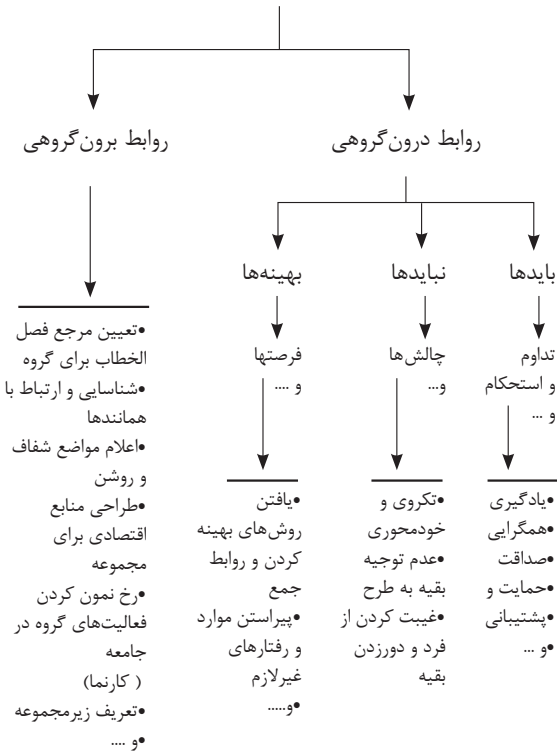 روابط درون‌گروهی
روابط برون‌گروهی
بایدها
تداوم
و استحکام
و ...
•یادگیری
•همگرایی
•صداقت
•حمایت و
•پشتیبانی
•و ...
نبایدها
چالش‌ها
و...
•تکروی و
خودمحوری
•عدم توجیه
بقیه به طرح
•غیبت کردن از
فرد و دورزدن
بقیه
بهینه‌ها
فرصتها
و ....
•یافتن
روش‌های بهینه
کردن و روابط
جمع
•پیراستن موارد
و رفتارهای
غیرلازم
•و.....
•تعیین مرجع فصل
الخطاب برای گروه
•شناسایی و ارتباط با
همانندها
•اعلام مواضع شفاف
و روشن
•طراحی منابع
اقتصادی برای
مجموعه
•رخ نمون کردن
فعالیت‌های گروه در
جامعه
( کارنما)
•تعریف زیرمجموعه
•و ....